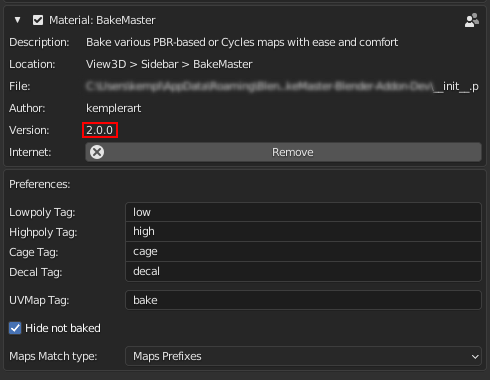 Material: BakeMaster
Description: Bake various PBR-based or Cycles maps with ease and comfort
Location: View3D > Sidebar > BakeMaster
File: \__init__.p
Author: kemplerart
Version: 2.0.0
Internet: Remove
Preferences:
Lowpoly Tag: low
Highpoly Tag: high
Cage Tag: cage
Decal Tag: decal
UVMap Tag: bake
Hide not baked
Maps Match type: Maps Prefixes